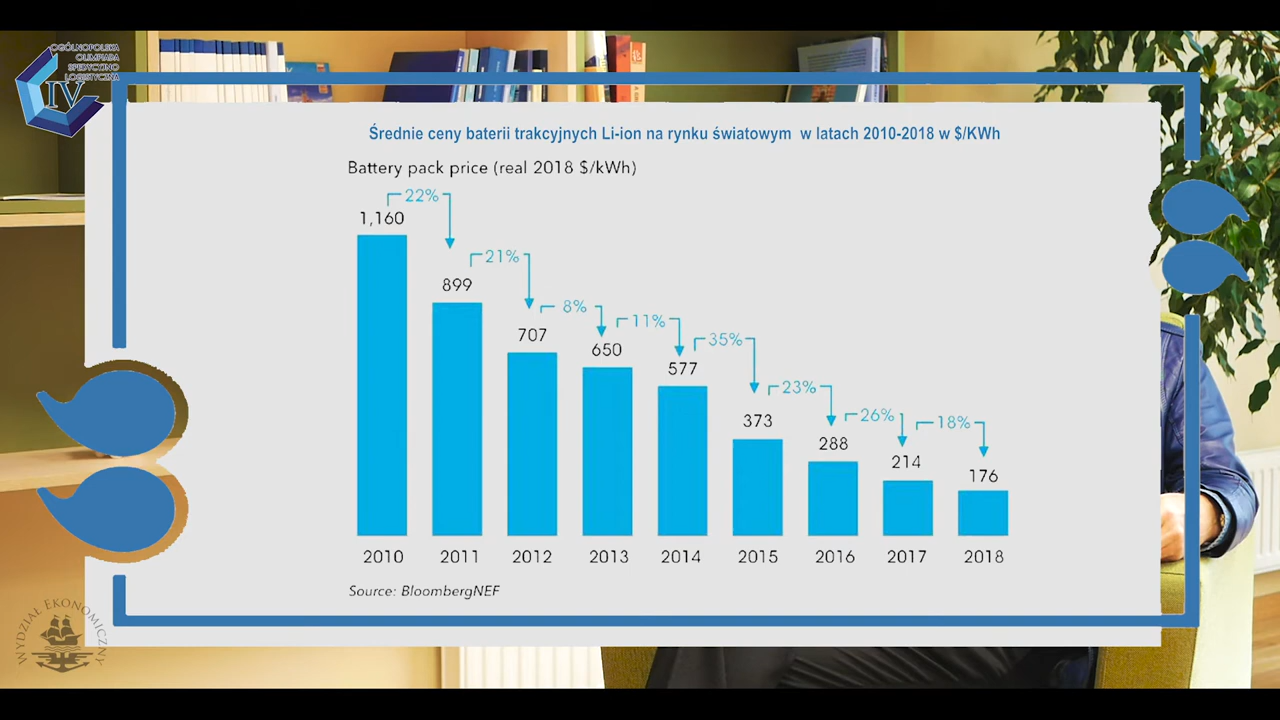 OGÓLNOPOLSKA
OLIMPIADA
SPEDYCYJNO
LOGISTYCZNA
IV
Średnie ceny baterii trakcyjnych Li-ion na rynku światowym w latach 2010-2018 w $/KWh
Battery pack price (real 2018 $/kWh)
22%
1,160
21%
899
8%
707
11%
650
35%
577
23%
373
26%
288
18%
214
176
2010 2011 2012 2013 2014 2015 2016 2017 2018
Source: BloombergNEF
WYDZIAŁ EKONOMICZNY